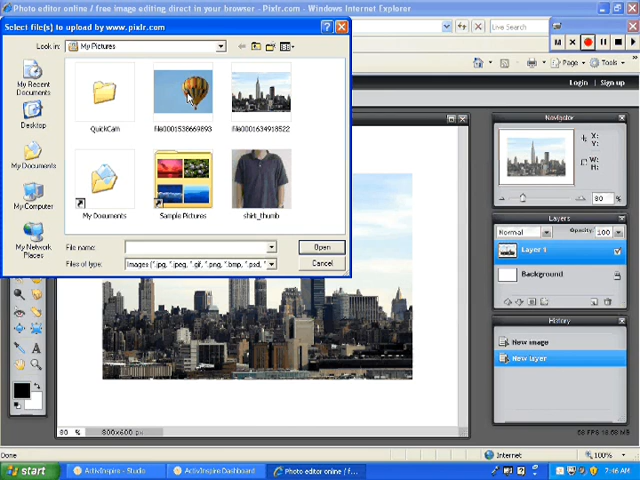 Photo editor online / free image editing direct in your browser - Pixlr.com - Windows Internet Explorer
Select file(s) to upload by www.pixlr.com
Look in:
My Pictures
Live Search
Page
Tools
Login
Sign up
My Recent Documents
Desktop
My Documents
My Computer
My Network Places
QuickCam
file0001538669893
file0001634918522
My Documents
Sample Pictures
shirt_thumb
File name:
Open
Files of type:
Images (*.jpg, *.jpeg, *.gif, *.png, *.bmp, *.pxd, *
Cancel
Navigator
X:
Y:
W:
H:
80
Layers
Normal
Opacity:
100
Layer 1
Background
History
New image
New layer
80 %
800x600 px
Done
Internet
100%
start
ActivInspire - Studio
ActivInspire Dashboard
Photo editor online / f...
7:46 AM